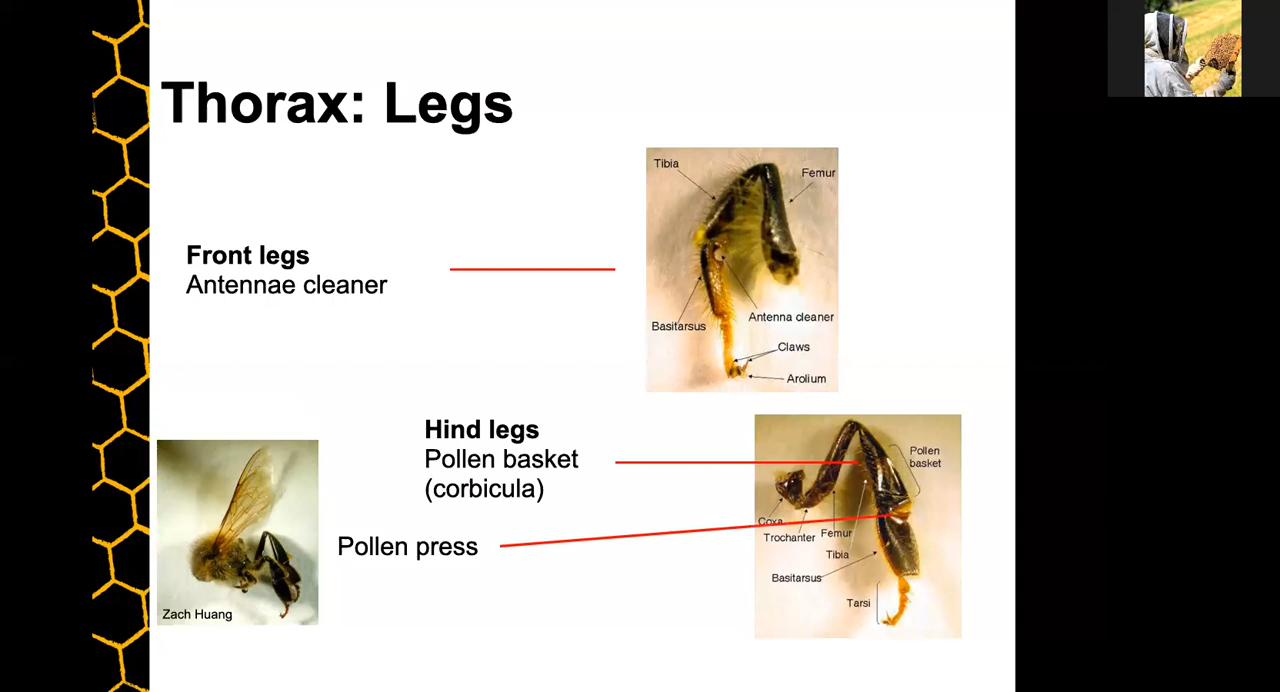 Thorax: Legs
Tibia
Femur
Front legs
Antennae cleaner
Antenna cleaner
Basitarsus
Claws
Arolium
Hind legs
Pollen basket
(corbicula)
Pollen
basket
Coxa
Trochanter
Femur
Tibia
Pollen press
Basitarsus
Tarsi
Zach Huang